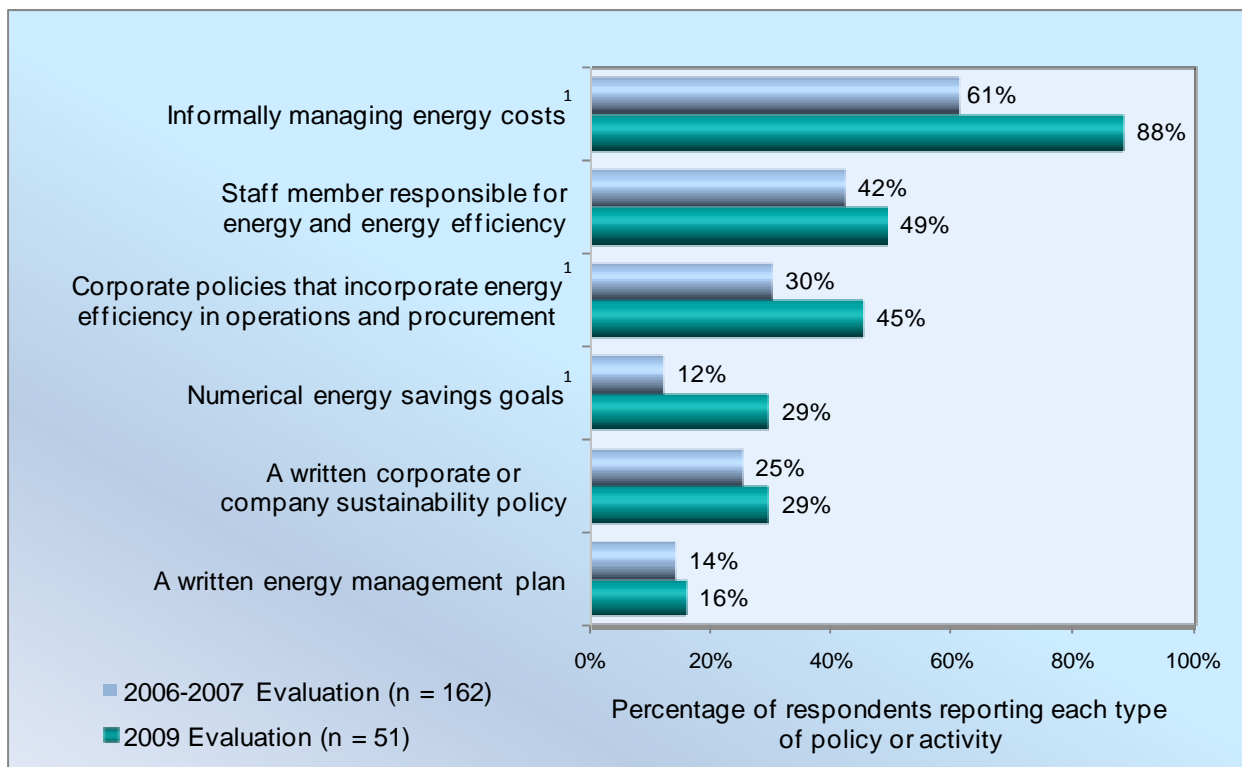 Informally managing energy costs1
61%
88%
Staff member responsible for
energy and energy efficiency
42%
49%
Corporate policies that incorporate energy1
efficiency in operations and procurement
30%
45%
Numerical energy savings goals1
12%
29%
A written corporate or
company sustainability policy
25%
29%
A written energy management plan
14%
16%
0% 20% 40% 60% 80% 100%
2006-2007 Evaluation (n = 162)
2009 Evaluation (n = 51)
Percentage of respondents reporting each type
of policy or activity